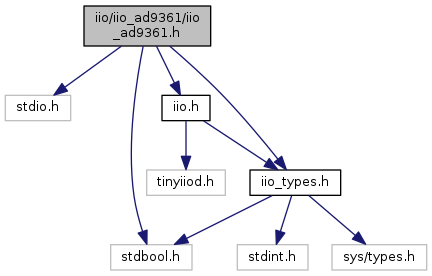 iio/iio_ad9361/iio
_ad9361.h
stdio.h
iio.h
tinyiiod.h
iio_types.h
stdbool.h
stdint.h
sys/types.h